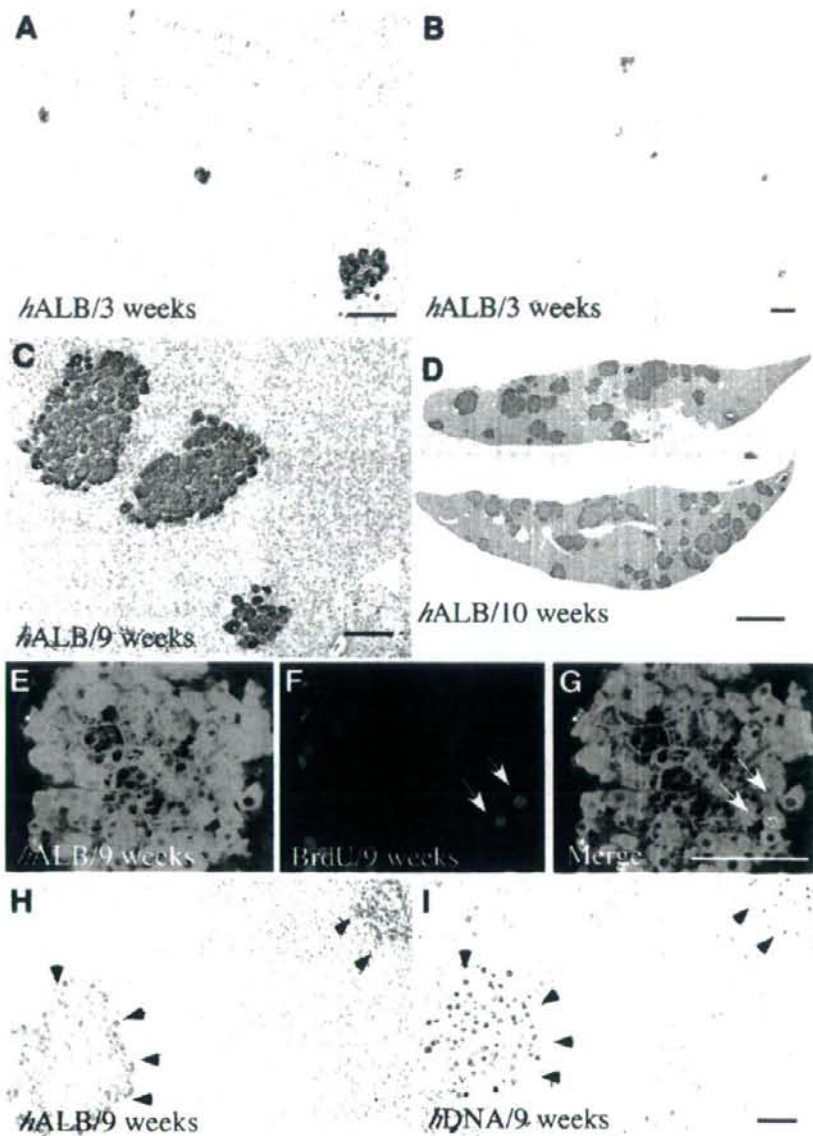 A
B
hALB/3 weeks
hALB/3 weeks
C
D
hALB/9 weeks
hALB/10 weeks
E
F
G
hALB/9 weeks
BrdU/9 weeks
Merge
H
I
hALB/9 weeks
hDNA/9 weeks